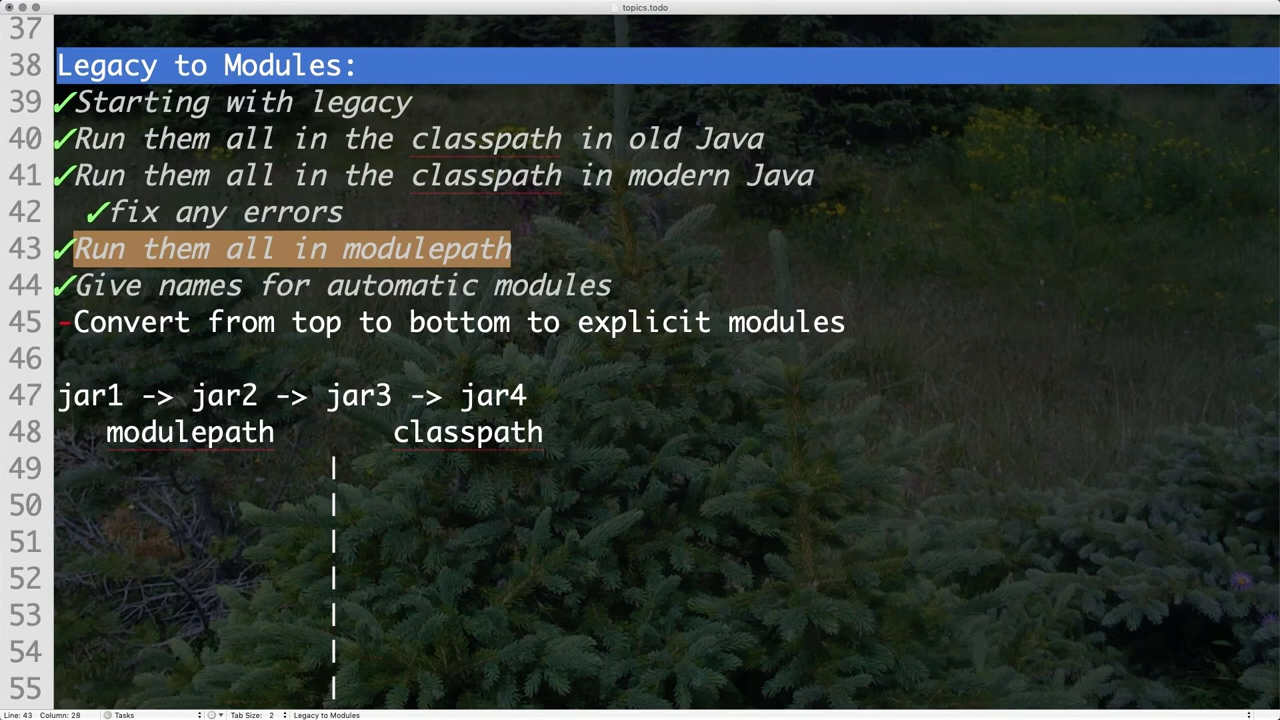 topics.todo
37
38 Legacy to Modules:
39 ✓Starting with legacy
40 ✓Run them all in the classpath in old Java
41 ✓Run them all in the classpath in modern Java
42 ✓fix any errors
43 ✓Run them all in modulepath
44 ✓Give names for automatic modules
45 -Convert from top to bottom to explicit modules
46
47 jar1 -> jar2 -> jar3 -> jar4
48 modulepath classpath
49 |
50 |
51 |
52 |
53 |
54 |
55 |
Line: 43 Column: 28 Tasks Tab Size: 2 Legacy to Modules